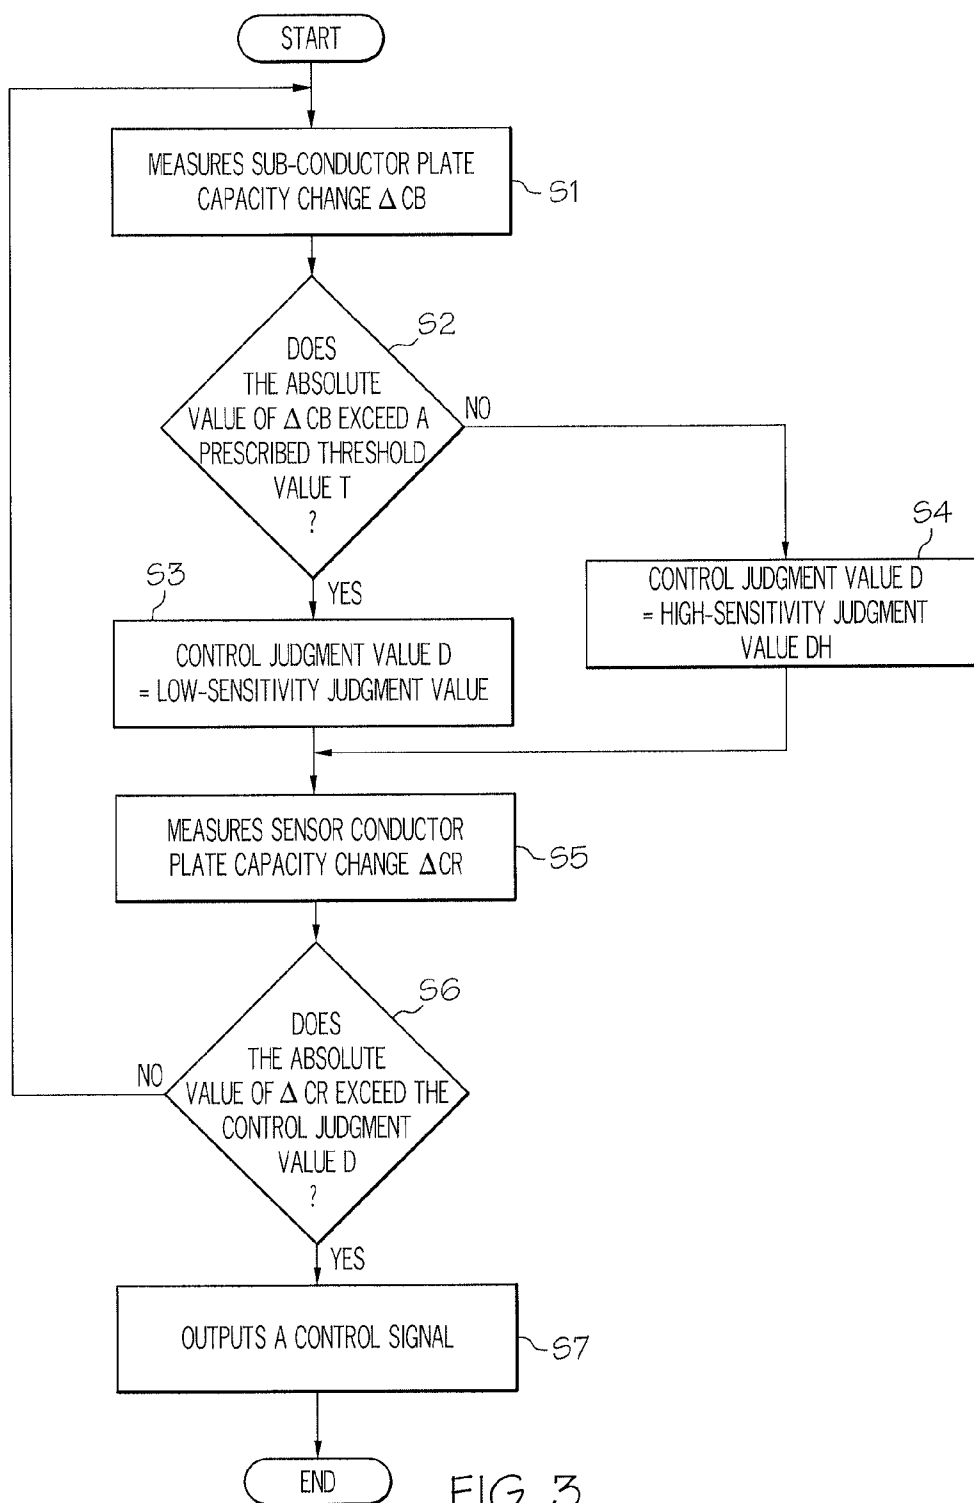 START
MEASURES SUB-CONDUCTOR PLATE
CAPACITY CHANGE Δ CB
S1
DOES
THE ABSOLUTE
VALUE OF Δ CB EXCEED A
PRESCRIBED THRESHOLD
VALUE T
?
S2
NO
YES
S3
CONTROL JUDGMENT VALUE D
= LOW-SENSITIVITY JUDGMENT VALUE
S4
CONTROL JUDGMENT VALUE D
= HIGH-SENSITIVITY JUDGMENT
VALUE DH
MEASURES SENSOR CONDUCTOR
PLATE CAPACITY CHANGE Δ CR
S5
DOES
THE ABSOLUTE
VALUE OF Δ CR EXCEED THE
CONTROL JUDGMENT
VALUE D
?
S6
NO
YES
OUTPUTS A CONTROL SIGNAL
S7
END
FIG. 3